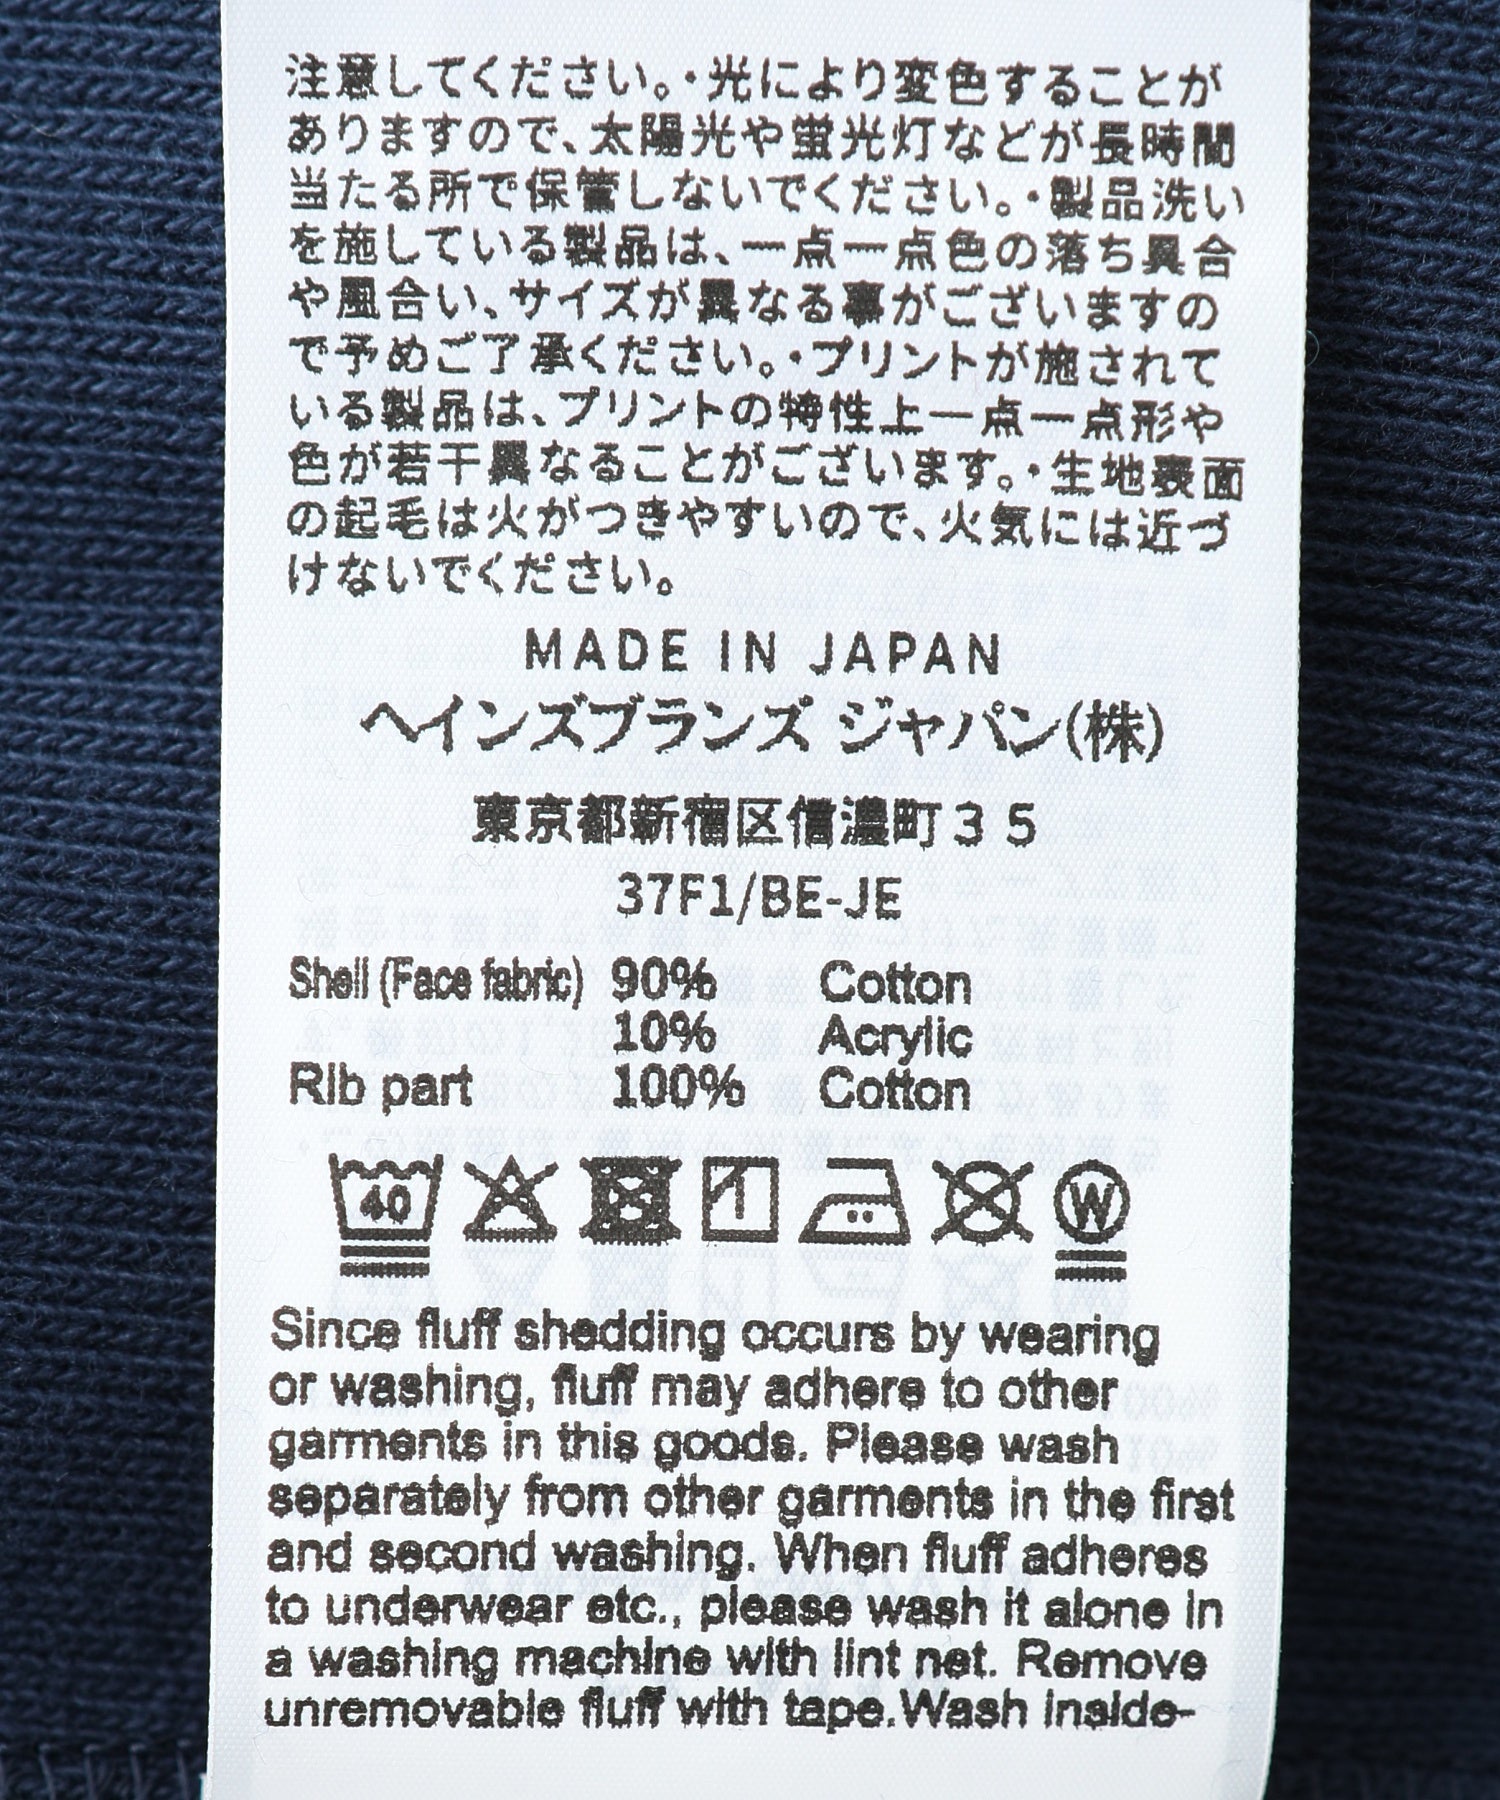 注意してください。・光により変色することが
ありますので、太陽光や蛍光灯などが長時間
当たる所で保管しないでください。・製品洗い
を施している製品は、一点一点色の落ち具合
や風合い、サイズが異なる事がございますの
で予めご了承ください。・プリントが施されて
いる製品は、プリントの特性上一点一点形や
色が若干異なることがございます。・生地表面
の起毛は火がつきやすいので、火気には近づ
けないでください。
MADE IN JAPAN
ヘインズブランズ ジャパン(株)
東京都新宿区信濃町35
37F1/BE-JE
Shell (Face fabric) 90% Cotton
10% Acrylic
Rib part 100% Cotton
40 W
Since fluff shedding occurs by wearing
or washing, fluff may adhere to other
garments in this goods. Please wash
separately from other garments in the first
and second washing. When fluff adheres
to underwear etc., please wash it alone in
a washing machine with lint net. Remove
unremovable fluff with tape.Wash inside-